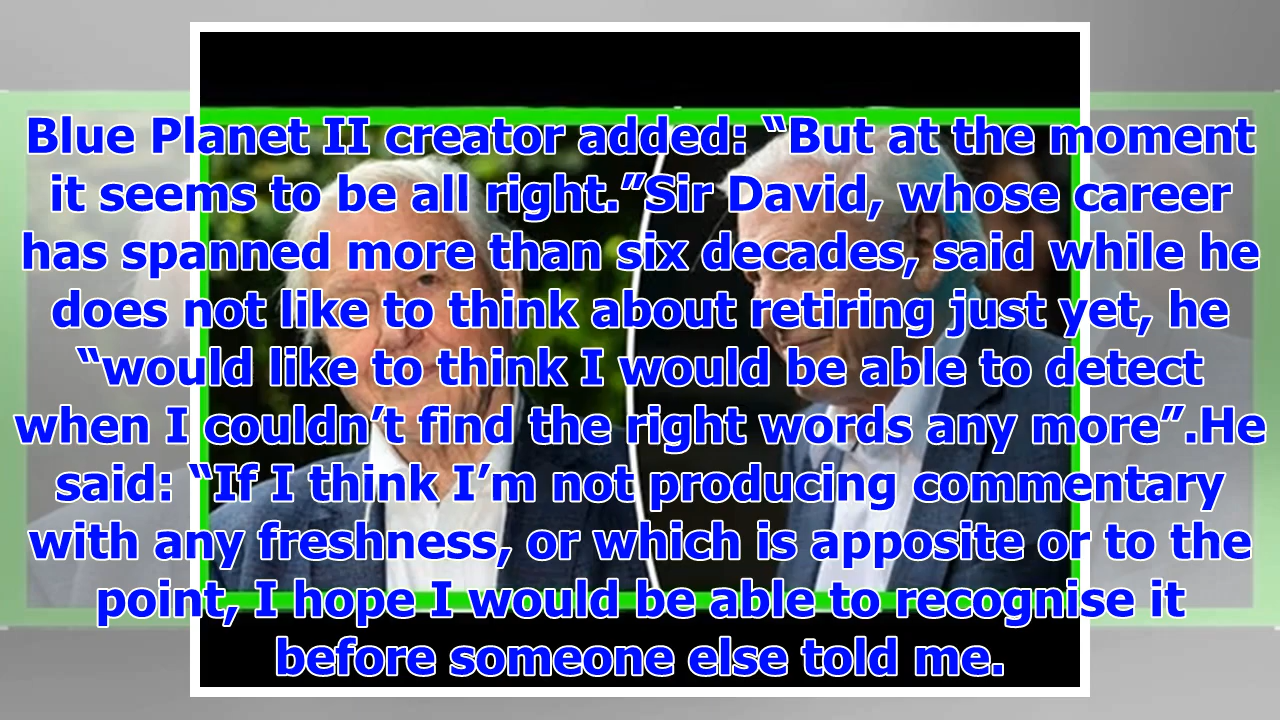 Blue Planet II creator added: “But at the moment
it seems to be all right.”Sir David, whose career
has spanned more than six decades, said while he
does not like to think about retiring just yet, he
“would like to think I would be able to detect
when I couldn’t find the right words any more”.He
said: “If I think I’m not producing commentary
with any freshness, or which is apposite or to the
point, I hope I would be able to recognise it
before someone else told me.